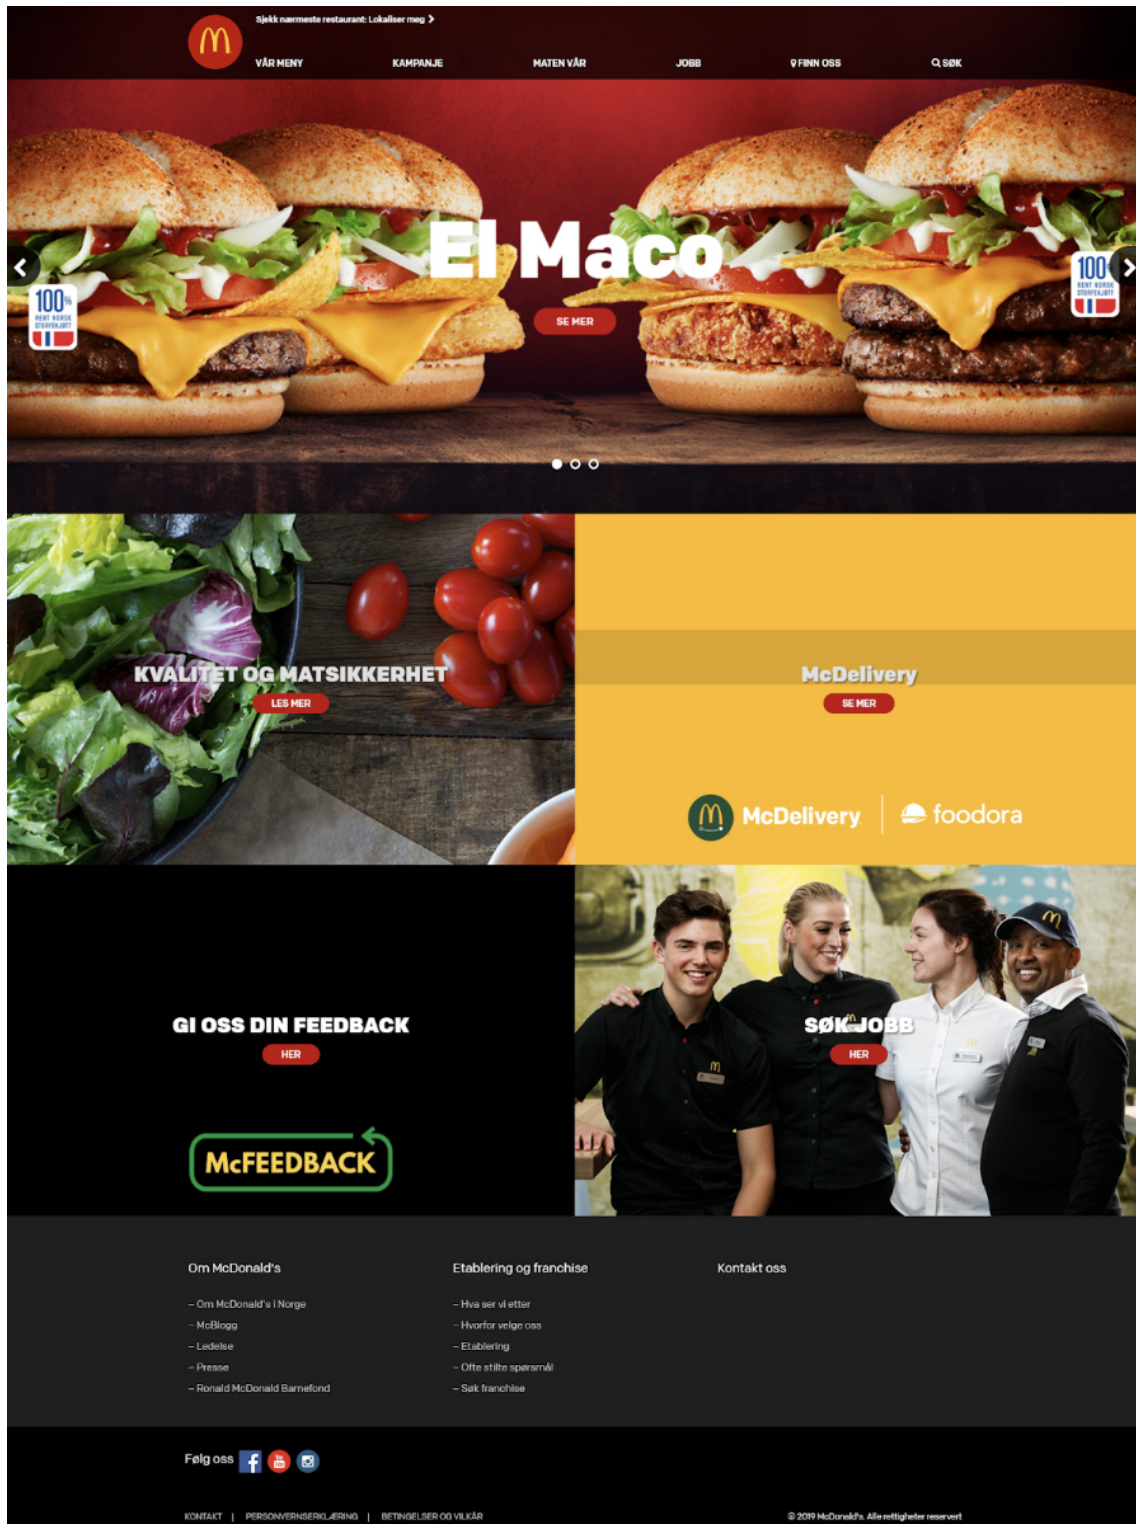 Sjekk nærmeste restaurant: Lokaliser meg
VÅR MENY
KAMPANJE
MATEN VÅR
JOBB
FINN OSS
SØK
El Maco
SE MER
100%
RENT NORSK
STORFEKJØTT
100%
RENT NORSK
STORFEKJØTT
KVALITET OG MATSIKKERHET
LES MER
McDelivery
SE MER
McDelivery
foodora
GI OSS DIN FEEDBACK
HER
McFEEDBACK
SØK JOBB
HER
Om McDonald's
– Om McDonald's i Norge
– McBlogg
– Ledelse
– Presse
– Ronald McDonald Barnefond
Etablering og franchise
– Hva ser vi etter
– Hvorfor velge oss
– Etablering
– Ofte stilte spørsmål
– Søk franchise
Kontakt oss
Følg oss
KONTAKT | PERSONVERNSERKLÆRING | BETINGELSER OG VILKÅR
© 2019 McDonald's. Alle rettigheter reservert